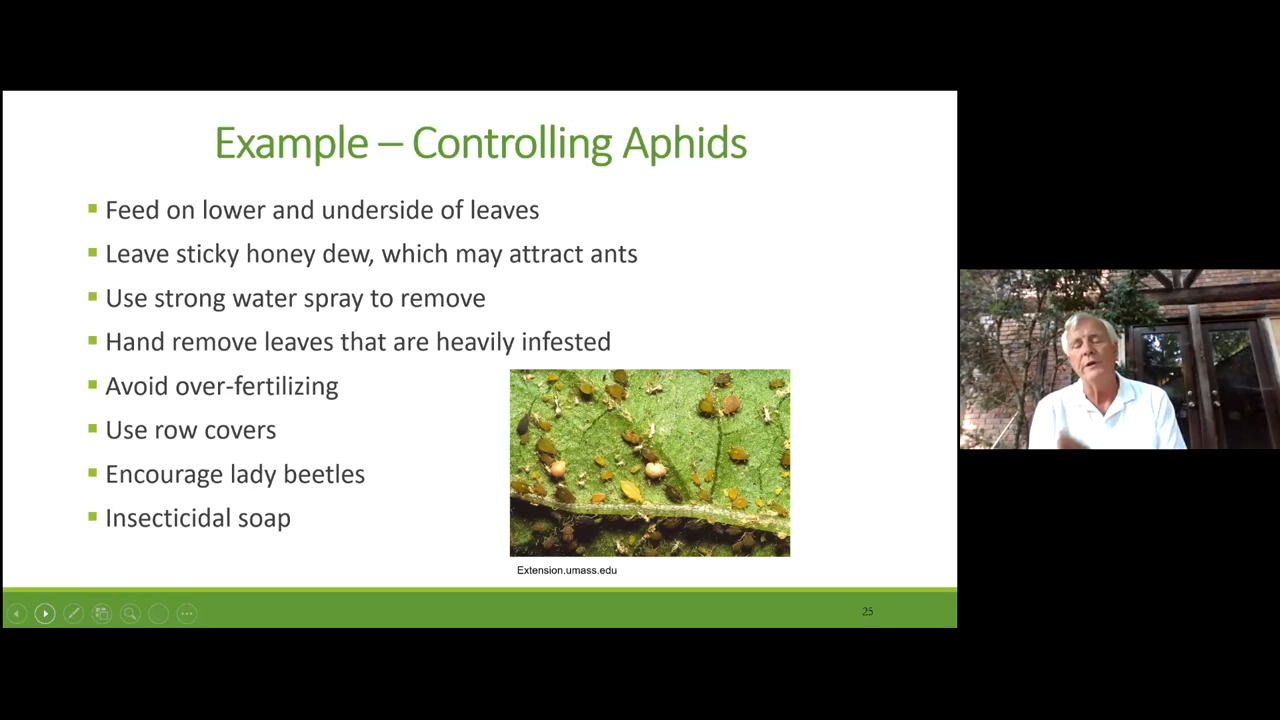 Example – Controlling Aphids
Feed on lower and underside of leaves
Leave sticky honey dew, which may attract ants
Use strong water spray to remove
Hand remove leaves that are heavily infested
Avoid over-fertilizing
Use row covers
Encourage lady beetles
Insecticidal soap
Extension.umass.edu
25